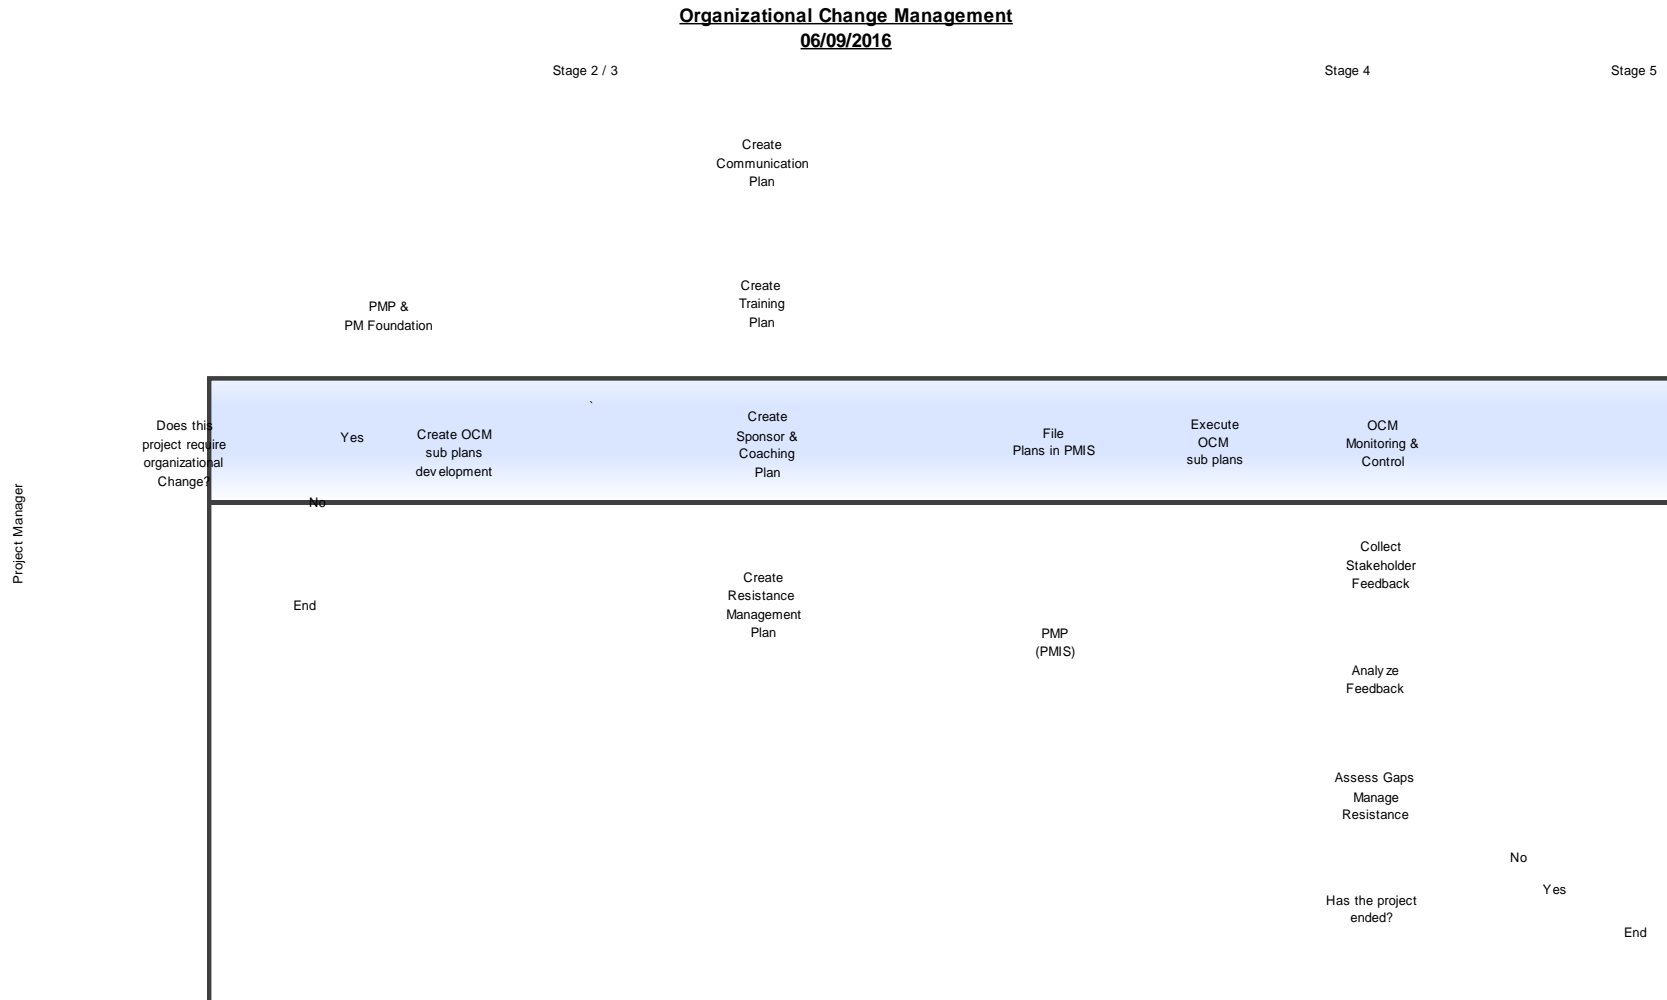 Organizational Change Management
06/09/2016
Stage 2 / 3
Stage 4
Stage 5
Create
Communication
Plan
Create
Training
Plan
PMP &
PM Foundation
Does this
project require
organizational
Change?
Yes
No
End
Create OCM
sub plans
development
`
Create
Sponsor &
Coaching
Plan
Create
Resistance
Management
Plan
File
Plans in PMIS
PMP
(PMIS)
Execute
OCM
sub plans
OCM
Monitoring &
Control
Collect
Stakeholder
Feedback
Analyze
Feedback
Assess Gaps
Manage
Resistance
Has the project
ended?
No
Yes
End
Project Manager